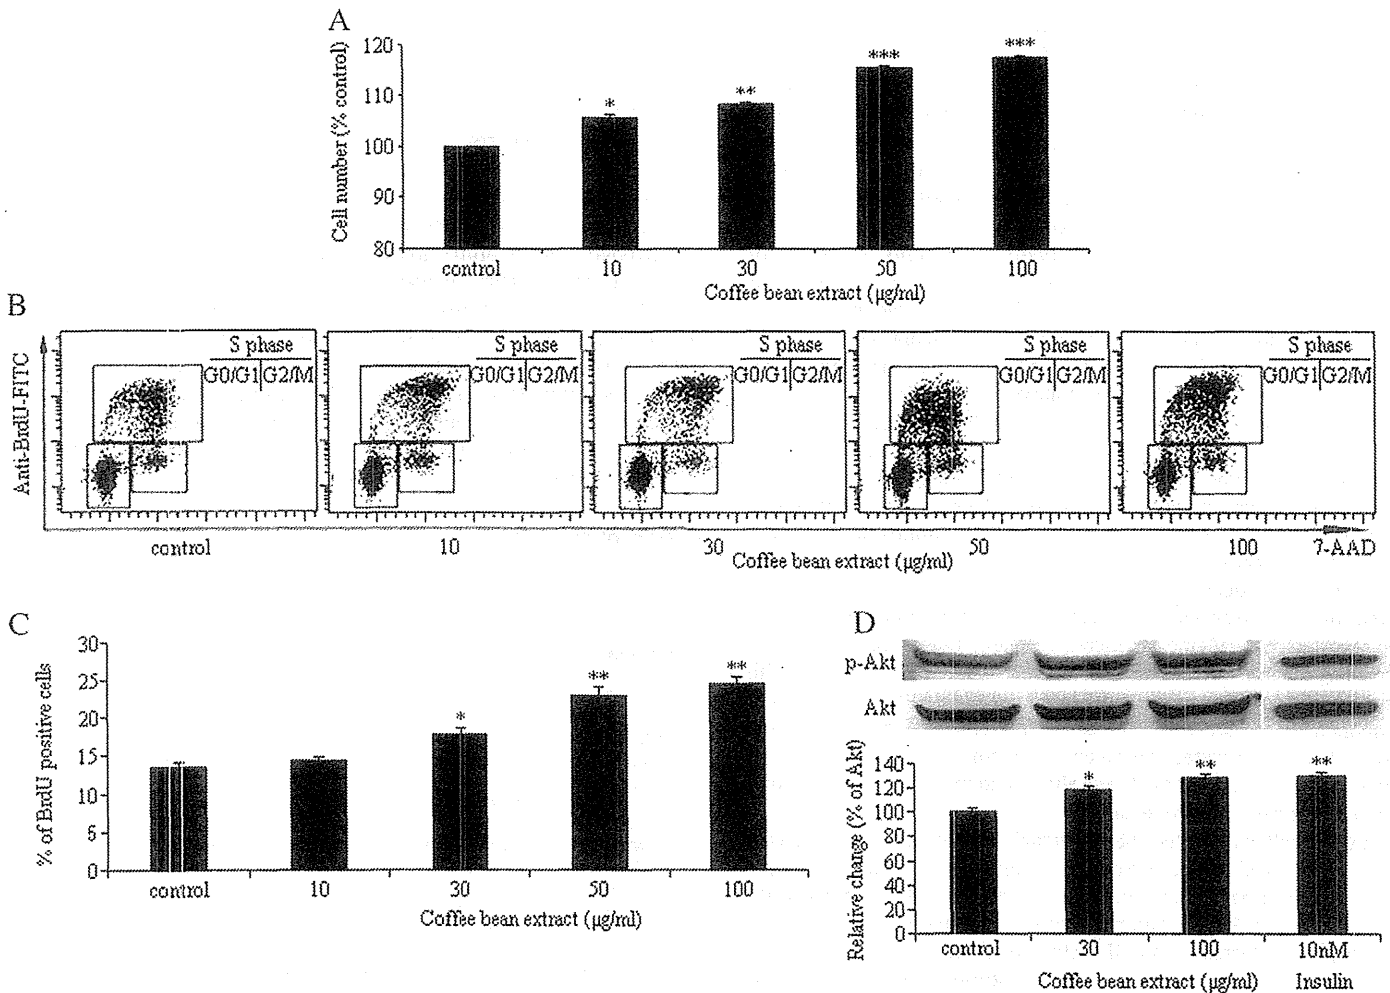 A
Cell number (% control)
120
110
100
90
80
*
**
***
***
control 10 30 50 100
Coffee bean extract (µg/ml)
B
Anti-BrdU-FITC
S phase
G0/G1 G2/M
S phase
G0/G1 G2/M
S phase
G0/G1 G2/M
S phase
G0/G1 G2/M
S phase
G0/G1 G2/M
control 10 30 50 100 7-AAD
Coffee bean extract (µg/ml)
C
% of BrdU positive cells
30
25
20
15
10
5
0
*
**
**
control 10 30 50 100
Coffee bean extract (µg/ml)
D
p-Akt
Akt
Relative change (% of Akt)
140
120
100
80
60
40
20
0
*
**
**
control 30 100 10nM
Coffee bean extract (µg/ml) Insulin